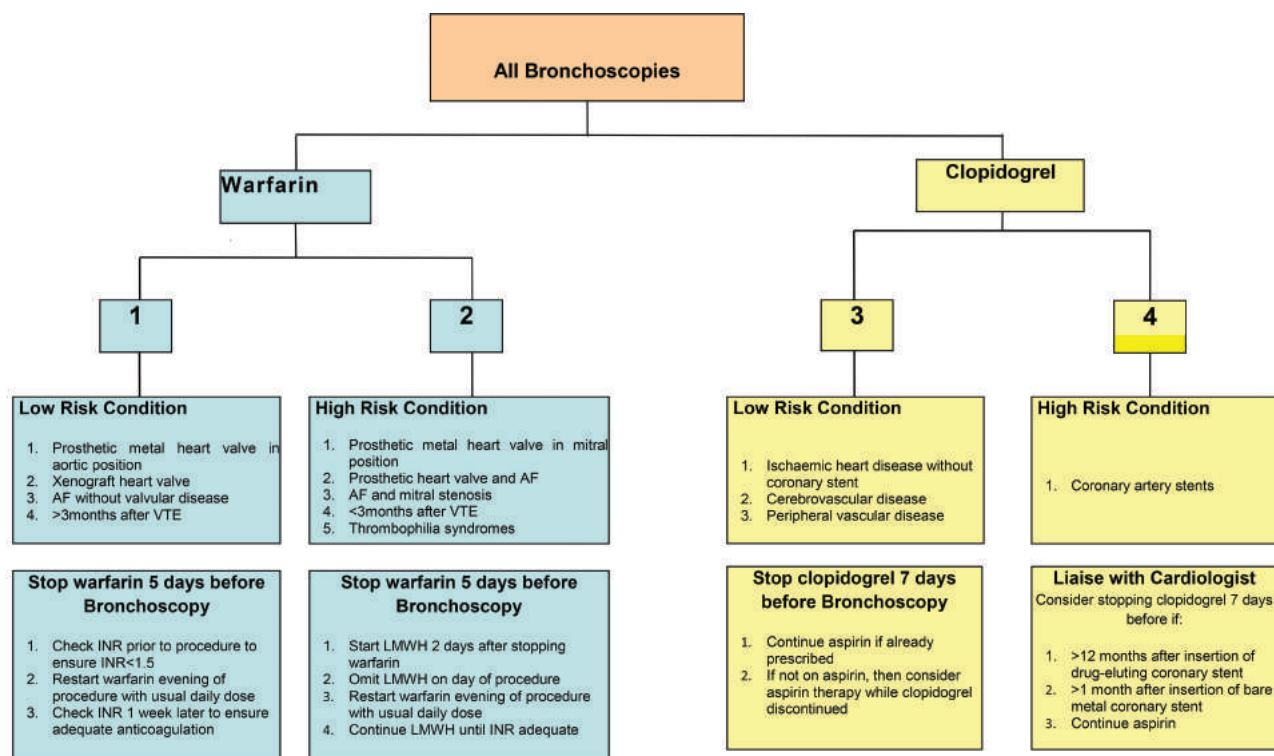 All Bronchoscopies
Warfarin
Clopidogrel
1
2
3
4
Low Risk Condition
1. Prosthetic metal heart valve in
aortic position
2. Xenograft heart valve
3. AF without valvular disease
4. >3months after VTE
High Risk Condition
1. Prosthetic metal heart valve in mitral
position
2. Prosthetic heart valve and AF
3. AF and mitral stenosis
4. <3months after VTE
5. Thrombophilia syndromes
Low Risk Condition
1. Ischaemic heart disease without
coronary stent
2. Cerebrovascular disease
3. Peripheral vascular disease
High Risk Condition
1. Coronary artery stents
Stop warfarin 5 days before
Bronchoscopy
1. Check INR prior to procedure to
ensure INR<1.5
2. Restart warfarin evening of
procedure with usual daily dose
3. Check INR 1 week later to ensure
adequate anticoagulation
Stop warfarin 5 days before
Bronchoscopy
1. Start LMWH 2 days after stopping
warfarin
2. Omit LMWH on day of procedure
3. Restart warfarin evening of procedure
with usual daily dose
4. Continue LMWH until INR adequate
Stop clopidogrel 7 days
before Bronchoscopy
1. Continue aspirin if already
prescribed
2. If not on aspirin, then consider
aspirin therapy while clopidogrel
discontinued
Liaise with Cardiologist
Consider stopping clopidogrel 7 days
before if:
1. >12 months after insertion of
drug-eluting coronary stent
2. >1 month after insertion of bare
metal coronary stent
3. Continue aspirin